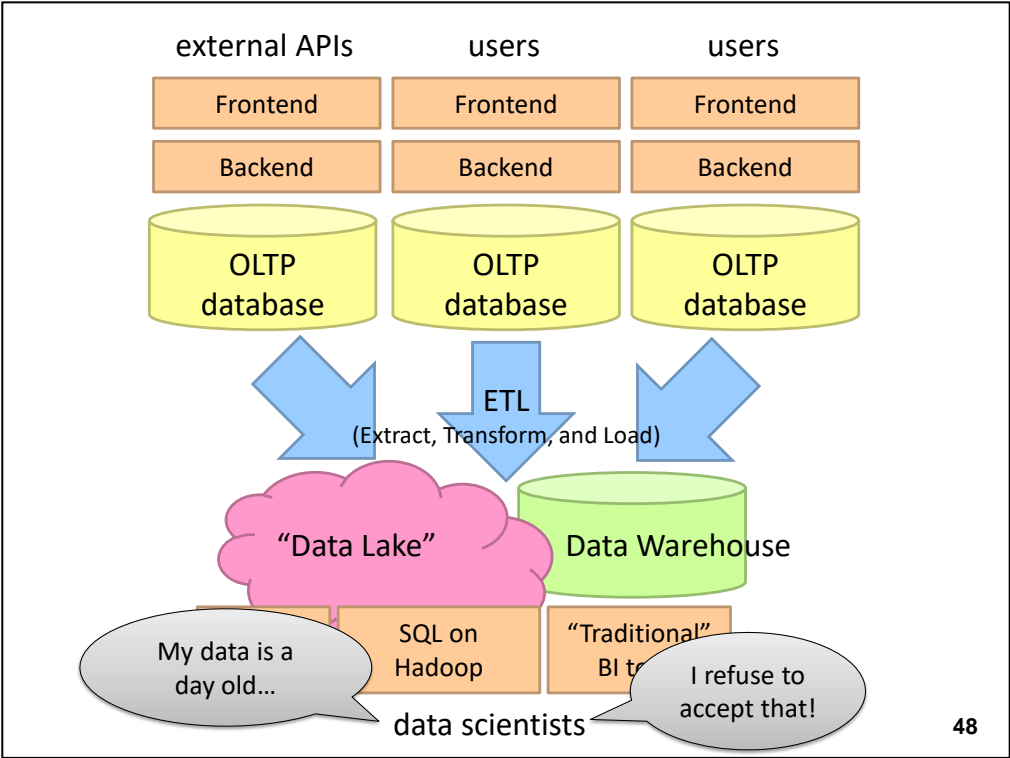 external APIs
users
users
Frontend
Frontend
Frontend
Backend
Backend
Backend
OLTP
database
OLTP
database
OLTP
database
ETL
(Extract, Transform, and Load)
“Data Lake”
Data Warehouse
SQL on
Hadoop
“Traditional”
BI
My data is a
day old…
I refuse to
accept that!
data scientists
48